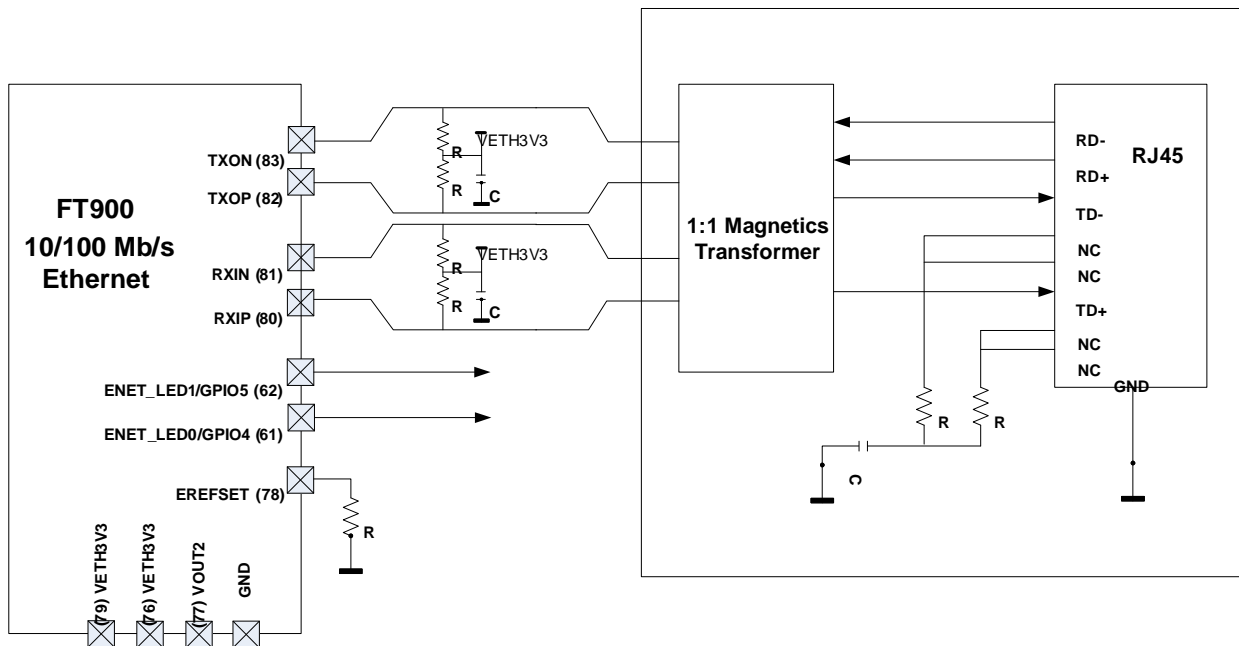 FT900
10/100 Mb/s
Ethernet
TXON (83)
TXOP (82)
RXIN (81)
RXIP (80)
ENET_LED1/GPIO5 (62)
ENET_LED0/GPIO4 (61)
EREFSET (78)
(79) VETH3V3
(76) VETH3V3
(77) VOUT2
GND
R
VETH3V3
R
R
C
VETH3V3
R
R
C
1:1 Magnetics
Transformer
RJ45
RD-
RD+
TD-
NC
NC
TD+
NC
NC
GND
R
R
C